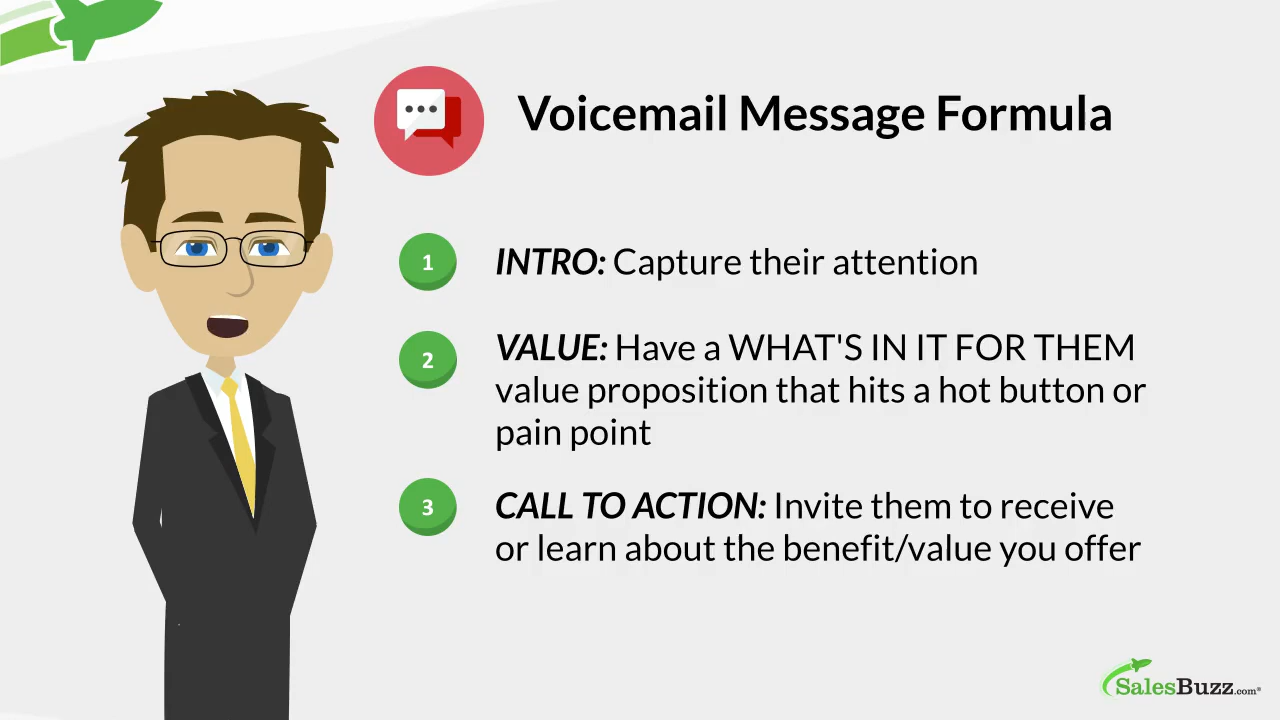 Voicemail Message Formula
1
INTRO: Capture their attention
2
VALUE: Have a WHAT'S IN IT FOR THEM
value proposition that hits a hot button or
pain point
3
CALL TO ACTION: Invite them to receive
or learn about the benefit/value you offer
SalesBuzz.com®